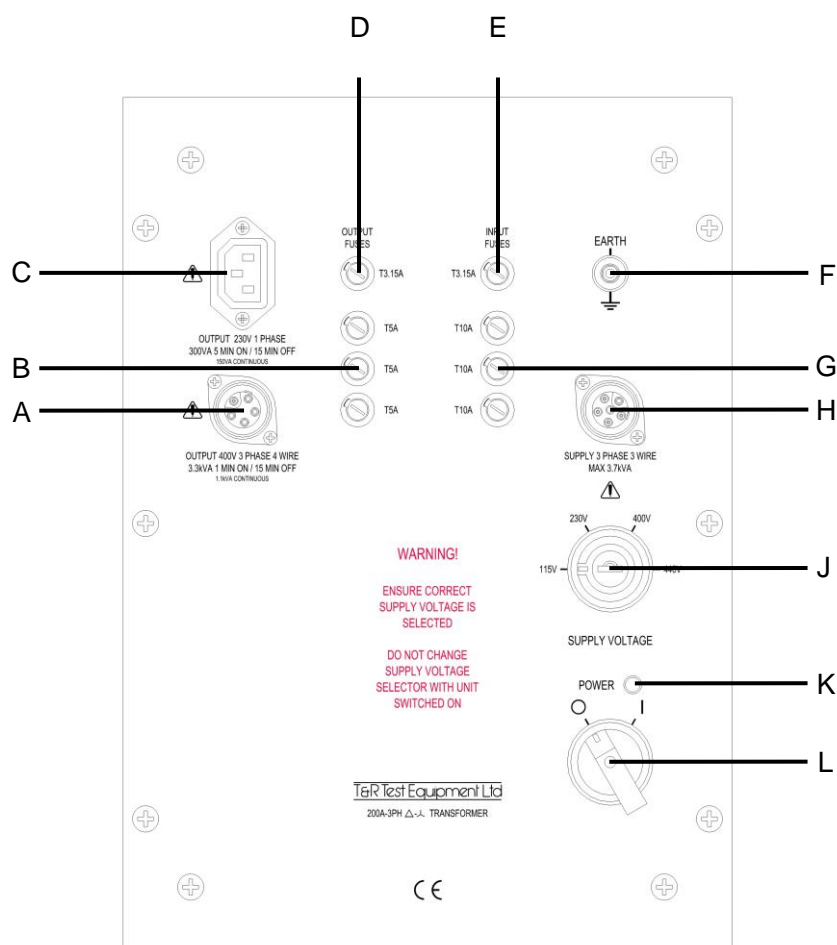 D
E
OUTPUT
FUSES
INPUT
FUSES
EARTH
C
T3.15A
T3.15A
F
OUTPUT 230V 1 PHASE
300VA 5 MIN ON / 15 MIN OFF
150VA CONTINUOUS
T5A
T10A
B
T5A
T10A
G
A
T5A
T10A
H
OUTPUT 400V 3 PHASE 4 WIRE
3.3kVA 1 MIN ON / 15 MIN OFF
1.1kVA CONTINUOUS
SUPPLY 3 PHASE 3 WIRE
MAX 3.7kVA
230V
400V
115V
440V
J
SUPPLY VOLTAGE
WARNING!
ENSURE CORRECT
SUPPLY VOLTAGE IS
SELECTED
DO NOT CHANGE
SUPPLY VOLTAGE
SELECTOR WITH UNIT
SWITCHED ON
POWER
K
O
I
L
T&R Test Equipment Ltd
200A-3PH △-⅄ TRANSFORMER
CE